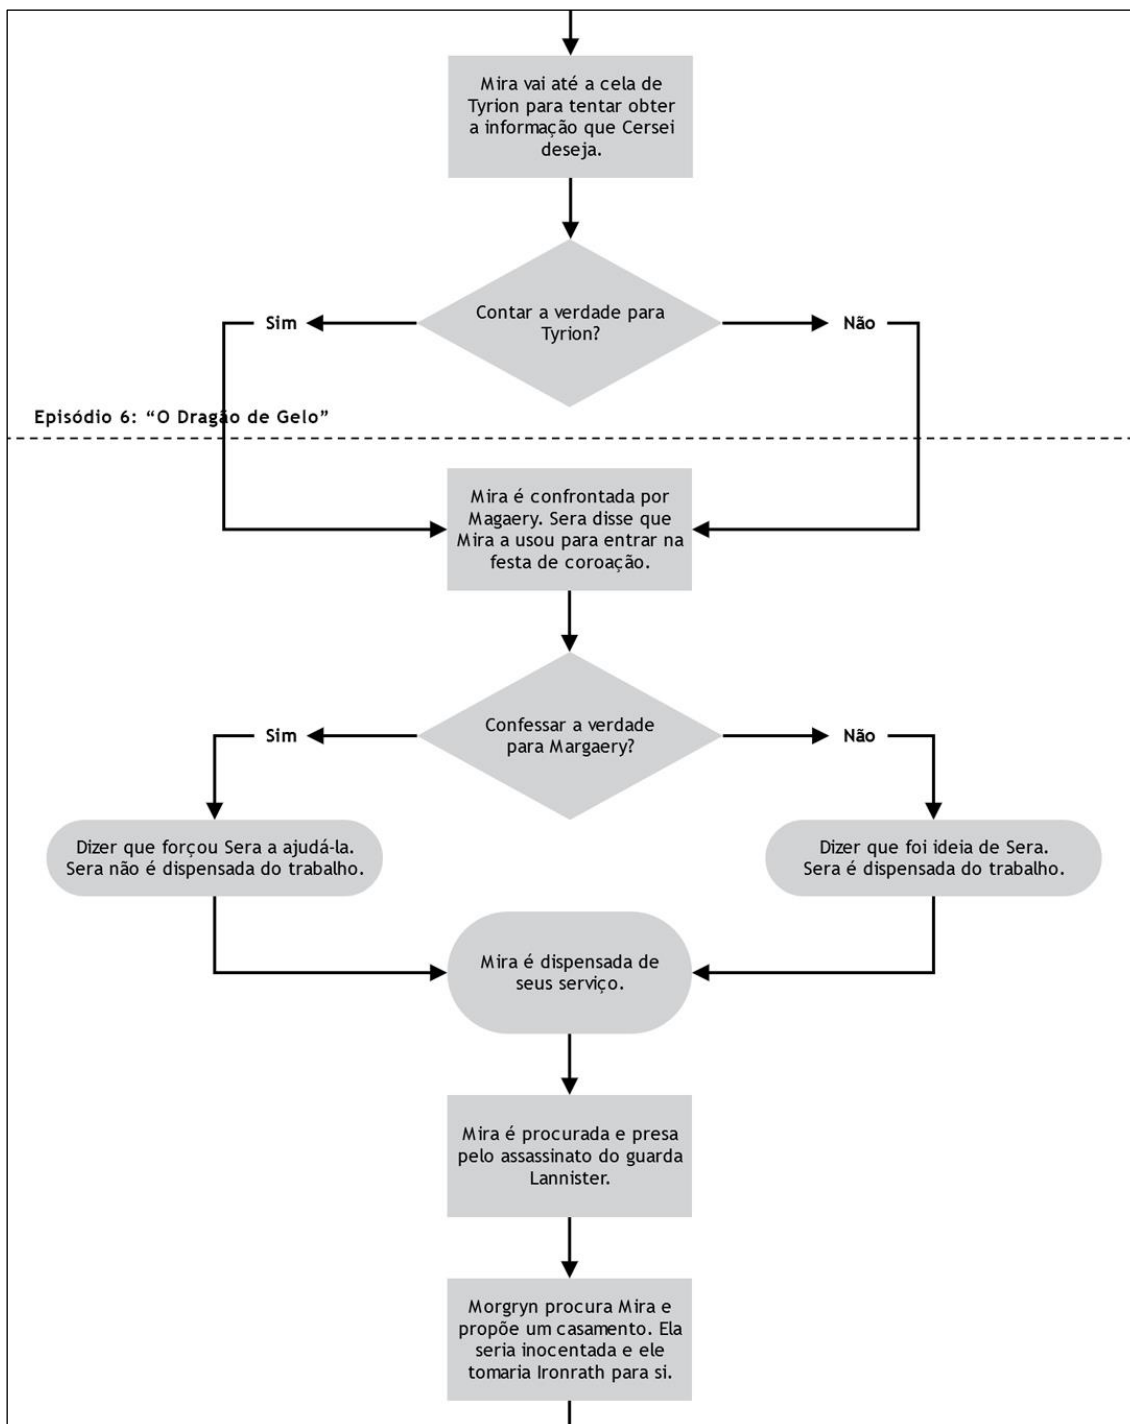 Mira vai até a cela de
Tyrion para tentar obter
a informação que Cersei
deseja.
Contar a verdade para
Tyrion?
Sim
Não
Episódio 6: “O Dragão de Gelo”
Mira é confrontada por
Magaery. Sera disse que
Mira a usou para entrar na
festa de coroação.
Confessar a verdade
para Margaery?
Sim
Não
Dizer que forçou Sera a ajudá-la.
Sera não é dispensada do trabalho.
Dizer que foi ideia de Sera.
Sera é dispensada do trabalho.
Mira é dispensada de
seus serviço.
Mira é procurada e presa
pelo assassinato do guarda
Lannister.
Morgryn procura Mira e
propõe um casamento. Ela
seria inocentada e ele
tomaria Ironrath para si.